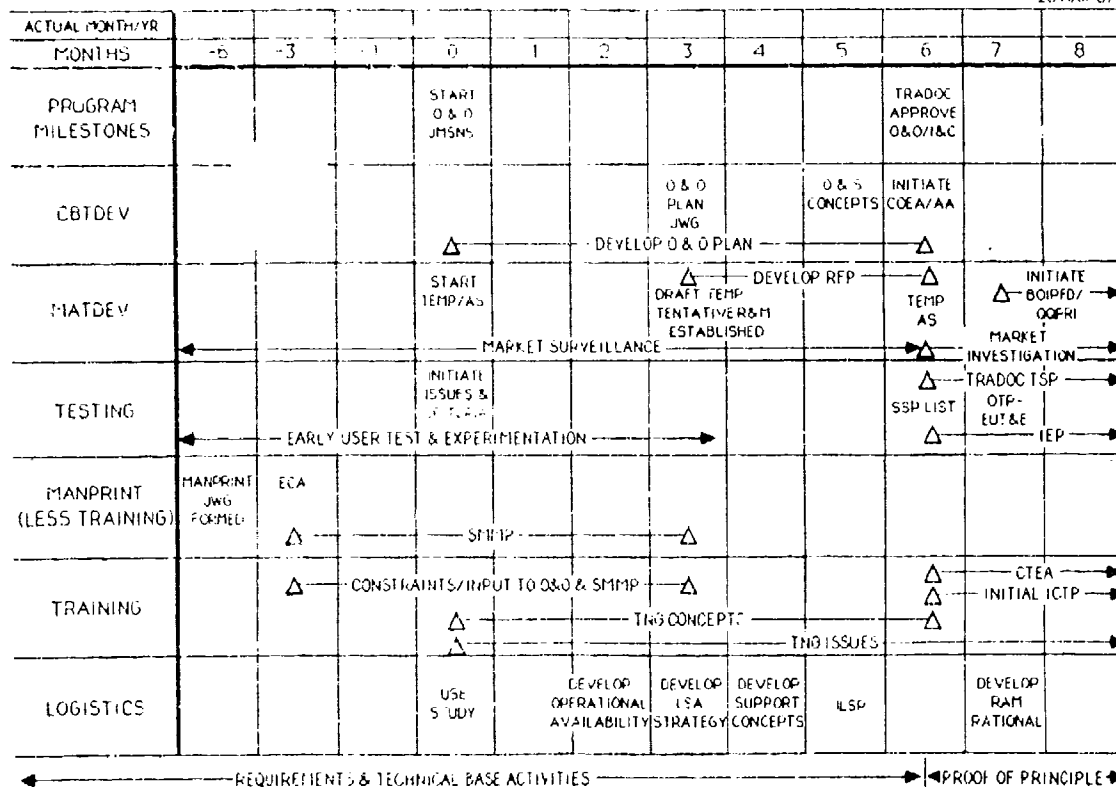 ACTUAL MONTH/YR
MONTHS -6 -3 -1 0 1 2 3 4 5 6 7 8
PROGRAM
MILESTONES
START
O & O
JMSNS
TRADOC
APPROVE
O&O/I&C
CBTDEV
O & O
PLAN
JWG
O & S
CONCEPTS
INITIATE
COEA/AA
DEVELOP O & O PLAN
MATDEV
START
TEMP/AS
DEVELOP RFP
DRAFT TEMP
TENTATIVE R&M
ESTABLISHED
TEMP
AS
INITIATE
BOIPFD/
QQPRI
MARKET SURVEILLANCE
MARKET
INVESTIGATION
TESTING
INITIATE
ISSUES &
SSP LIST
TRADOC TSP
OTP-
EUT&E
EARLY USER TEST & EXPERIMENTATION
IEP
MANPRINT
(LESS TRAINING)
MANPRINT
JWG
FORMED
ECA
SMMP
TRAINING
CONSTRAINTS/INPUT TO O&O & SMMP
CTEA
INITIAL ICTP
TNG CONCEPTS
TNG ISSUES
LOGISTICS
USE
STUDY
DEVELOP
OPERATIONAL
AVAILABILITY
DEVELOP
LSA
STRATEGY
DEVELOP
SUPPORT
CONCEPTS
ILSP
DEVELOP
RAM
RATIONAL
REQUIREMENTS & TECHNICAL BASE ACTIVITIES
PROOF OF PRINCIPLE